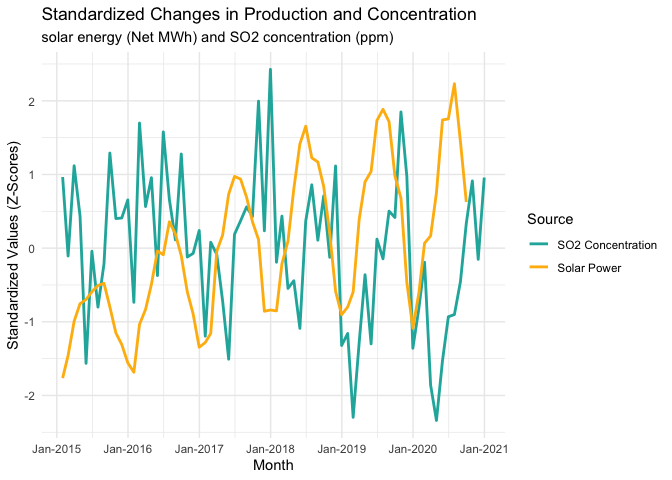 Standardized Changes in Production and Concentration
solar energy (Net MWh) and SO2 concentration (ppm)
Standardized Values (Z-Scores)
2
1
0
-1
-2
Jan-2015 Jan-2016 Jan-2017 Jan-2018 Jan-2019 Jan-2020 Jan-2021
Month
Source
SO2 Concentration
Solar Power